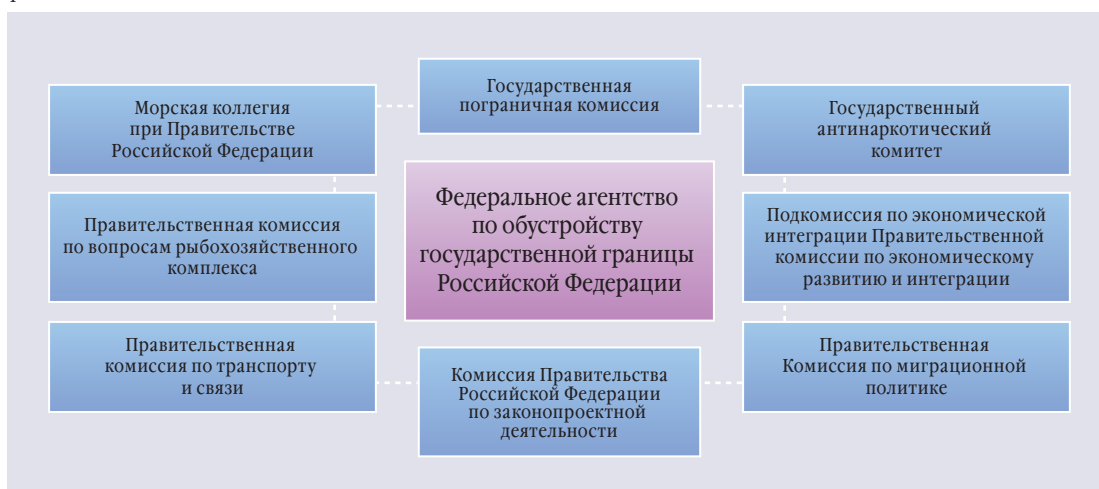 Государственная
пограничная комиссия
Морская коллегия
при Правительстве
Российской Федерации
Государственный
антинаркотический
комитет
Федеральное агентство
по обустройству
государственной границы
Российской Федерации
Правительственная комиссия
по вопросам рыбохозяйственного
комплекса
Подкомиссия по экономической
интеграции Правительственной
комиссии по экономическому
развитию и интеграции
Правительственная
комиссия по транспорту
и связи
Комиссия Правительства
Российской Федерации
по законопроектной
деятельности
Правительственная
Комиссия по миграционной
политике